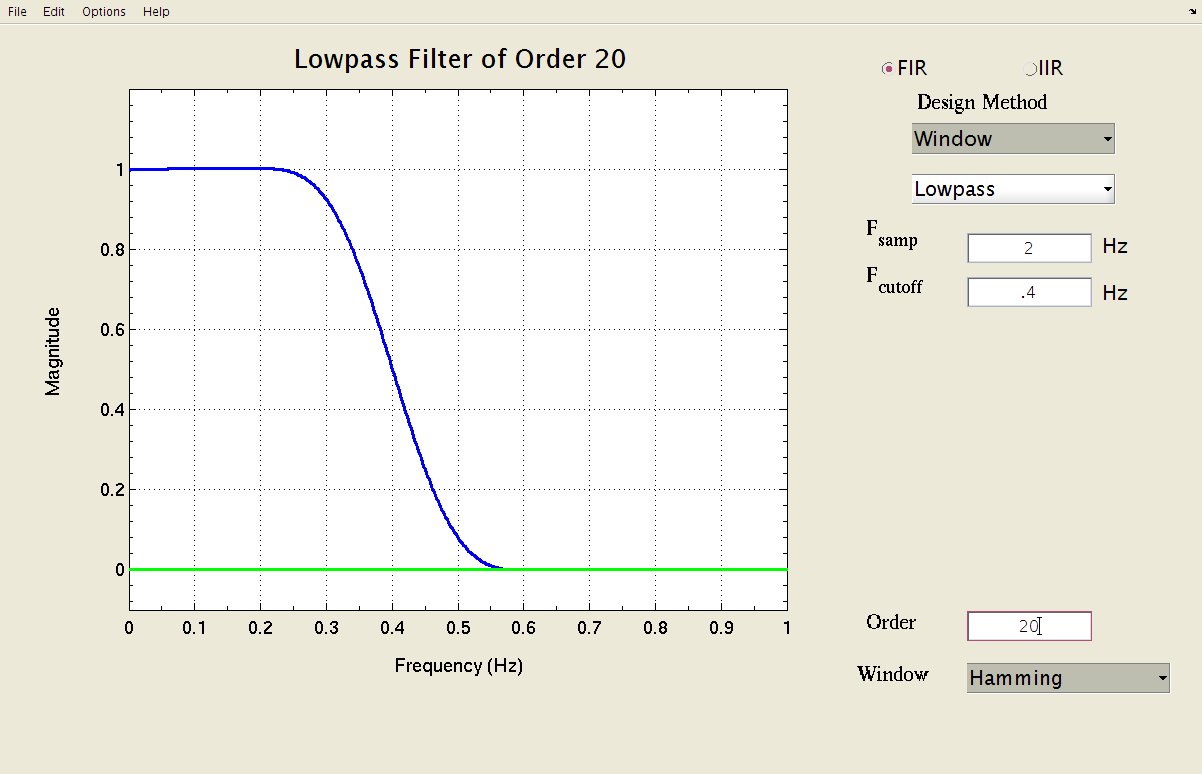 File Edit Options Help
Lowpass Filter of Order 20
FIR IIR
Design Method
Window
Lowpass
Fsamp 2 Hz
Fcutoff .4 Hz
Magnitude
1
0.8
0.6
0.4
0.2
0
0 0.1 0.2 0.3 0.4 0.5 0.6 0.7 0.8 0.9 1
Frequency (Hz)
Order 20
Window Hamming